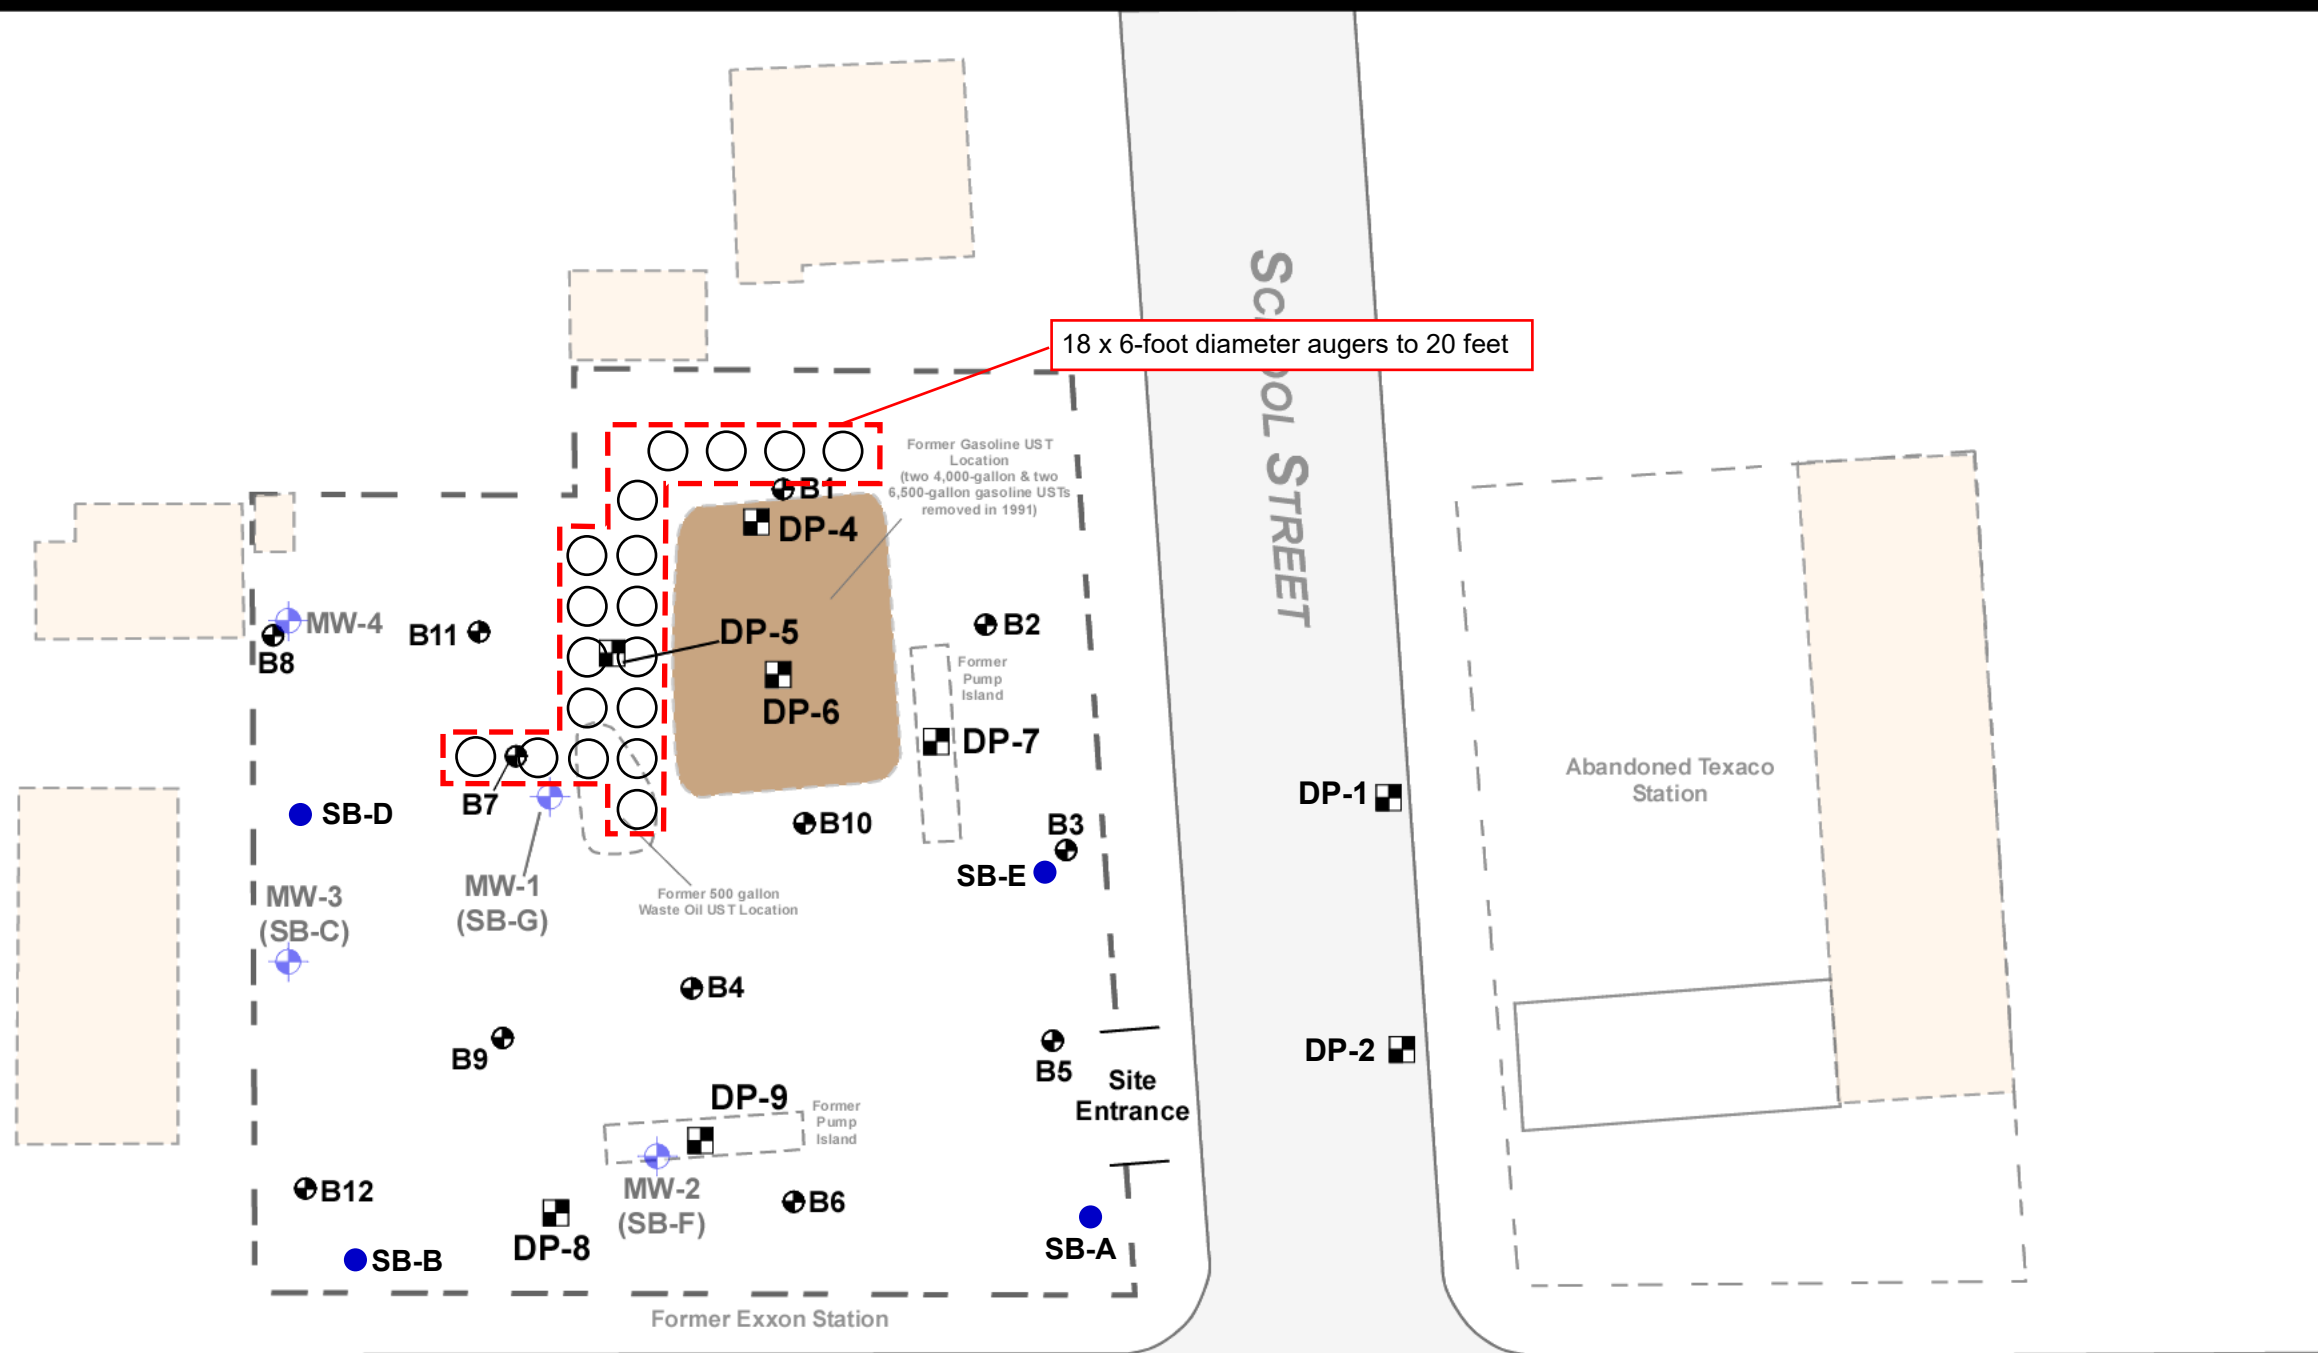 18 x 6-foot diameter augers to 20 feet
SCHOOL STREET
Former Gasoline UST
Location
(two 4,000-gallon & two
6,500-gallon gasoline USTs
removed in 1991)
B1
DP-4
MW-4
B11
B8
DP-5
B2
Former
Pump
Island
DP-6
DP-7
Abandoned Texaco
Station
DP-1
B7
SB-D
B10
B3
SB-E
MW-1
(SB-G)
MW-3
(SB-C)
Former 500 gallon
Waste Oil UST Location
B4
B9
B5
DP-2
Site
Entrance
DP-9
Former
Pump
Island
B12
MW-2
(SB-F)
B6
DP-8
SB-A
SB-B
Former Exxon Station